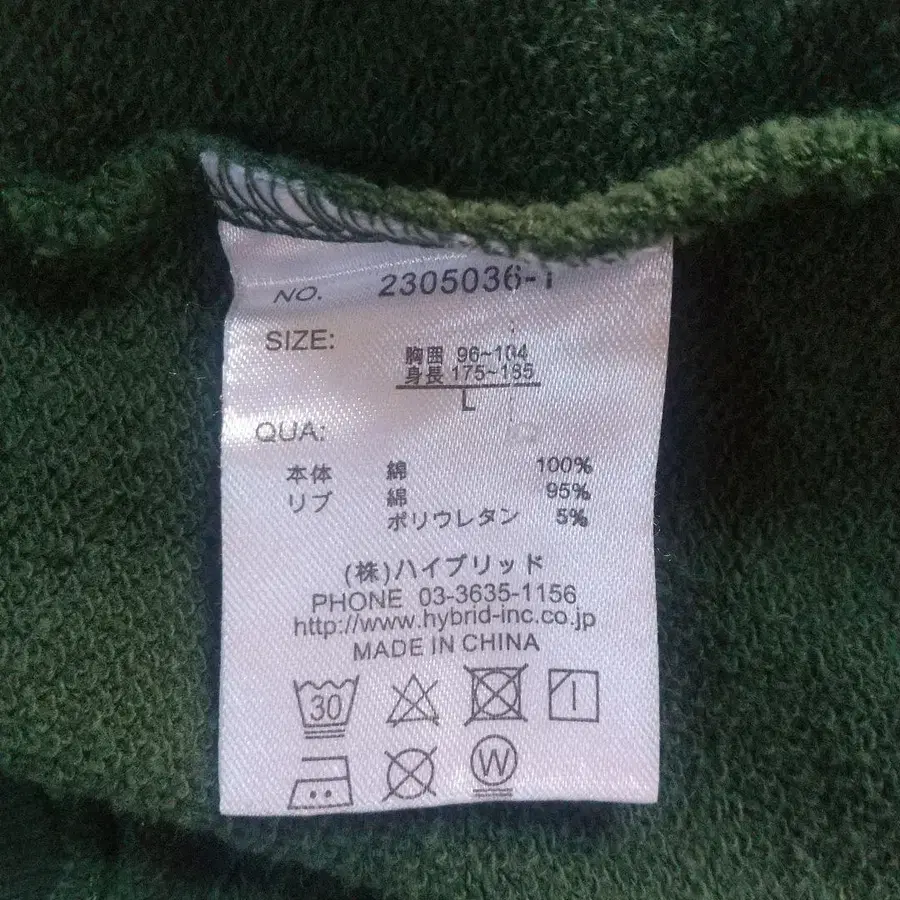 NO. 2305036-1
SIZE:
胸囲 96~104
身長 175~185
L
QUA:
本体 綿 100%
リブ 綿 95%
ポリウレタン 5%
(株)ハイブリッド
PHONE 03-3635-1156
http://www.hybrid-inc.co.jp
MADE IN CHINA
30
W